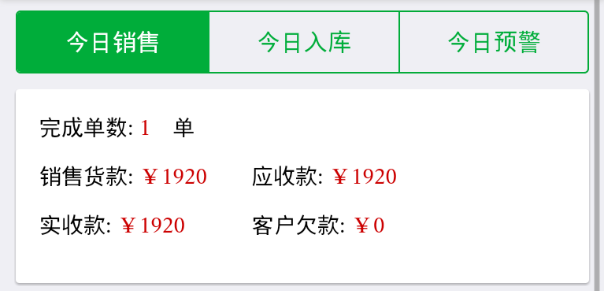 今日销售 今日入库 今日预警
完成单数: 1 单
销售货款: ￥1920 应收款: ￥1920
实收款: ￥1920 客户欠款: ￥0